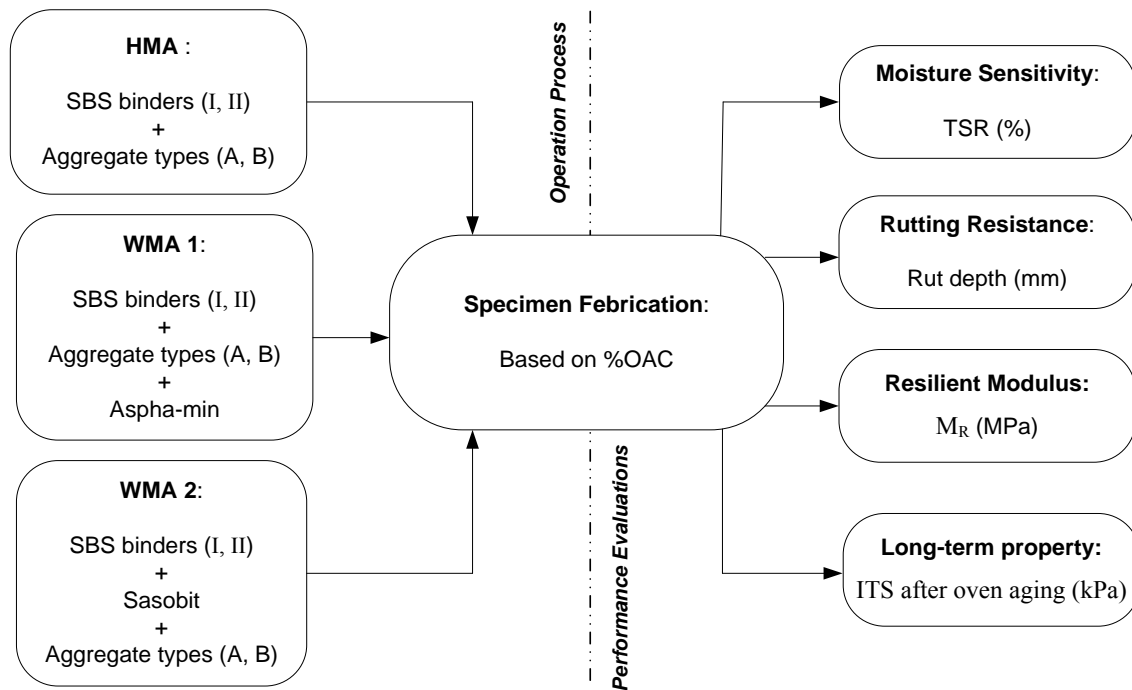 HMA :
SBS binders (I, II)
+
Aggregate types (A, B)
WMA 1:
SBS binders (I, II)
+
Aggregate types (A, B)
+
Aspha-min
WMA 2:
SBS binders (I, II)
+
Sasobit
+
Aggregate types (A, B)
Operation Process
Specimen Febrication:
Based on %OAC
Performance Evaluations
Moisture Sensitivity:
TSR (%)
Rutting Resistance:
Rut depth (mm)
Resilient Modulus:
MR (MPa)
Long-term property:
ITS after oven aging (kPa)